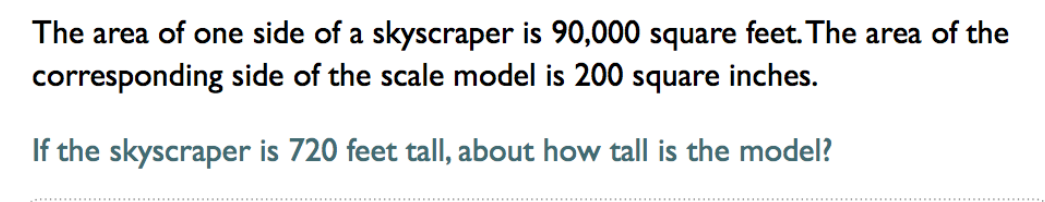 The area of one side of a skyscraper is 90,000 square feet. The area of the
corresponding side of the scale model is 200 square inches.
If the skyscraper is 720 feet tall, about how tall is the model?